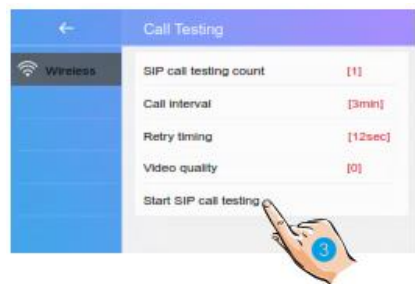 Call Testing
Wireless
SIP call testing count [1]
Call interval [3min]
Retry timing [12sec]
Video quality [0]
Start SIP call testing
3